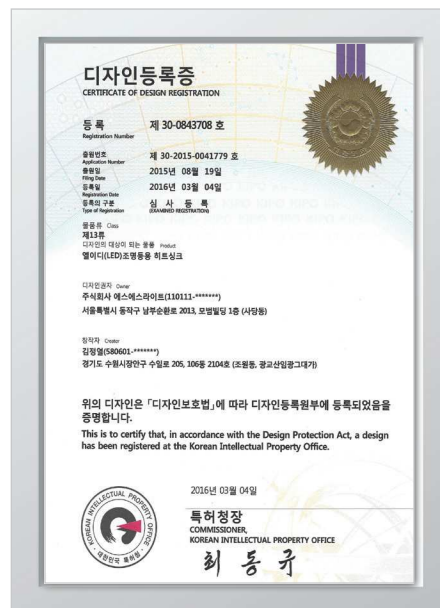 디자인등록증
CERTIFICATE OF DESIGN REGISTRATION
등 록 제 30-0843708 호
Registration Number
출원번호 제 30-2015-0041779 호
Application Number
출원일 2015년 08월 19일
Filing Date
등록일 2016년 03월 04일
Registration Date
등록의 구분 심 사 등 록
Type of Registration (EXAMINED REGISTRATION)
물품류 Class
제13류
디자인의 대상이 되는 물품 Product
엘이디(LED)조명등용 히트싱크
디자인권자 Owner
주식회사 에스에스라이트(110111-*******)
서울특별시 동작구 남부순환로 2013, 모범빌딩 1층 (사당동)
창작자 Creator
김정열(580601-*******)
경기도 수원시장안구 수일로 205, 106동 2104호 (조원동, 광교산임광그대가)
위의 디자인은 「디자인보호법」에 따라 디자인등록원부에 등록되었음을
증명합니다.
This is to certify that, in accordance with the Design Protection Act, a design
has been registered at the Korean Intellectual Property Office.
2016년 03월 04일
특허청장
COMMISSIONER,
KOREAN INTELLECTUAL PROPERTY OFFICE
최동규
KOREAN INTELLECTUAL PROPERTY OFFICE
대한민국 특허청